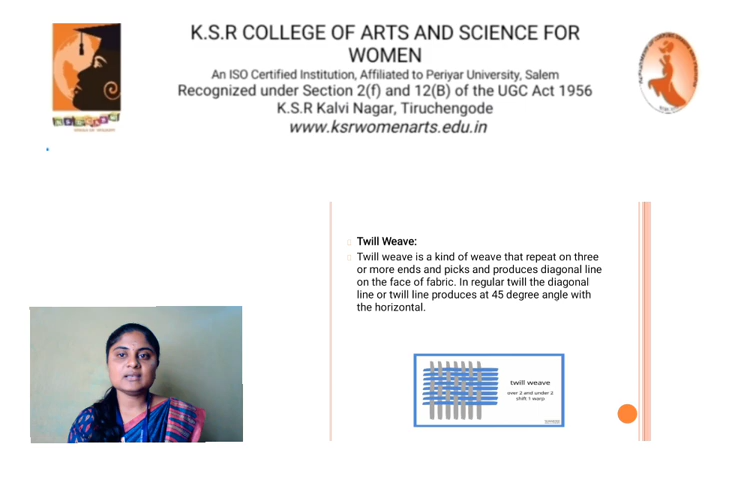 K.S.R COLLEGE OF ARTS AND SCIENCE FOR
WOMEN
An ISO Certified Institution, Affiliated to Periyar University, Salem
Recognized under Section 2(f) and 12(B) of the UGC Act 1956
K.S.R Kalvi Nagar, Tiruchengode
www.ksrwomenarts.edu.in
Twill Weave:
Twill weave is a kind of weave that repeat on three
or more ends and picks and produces diagonal line
on the face of fabric. In regular twill the diagonal
line or twill line produces at 45 degree angle with
the horizontal.
twill weave
over 2 and under 2
shift 1 warp